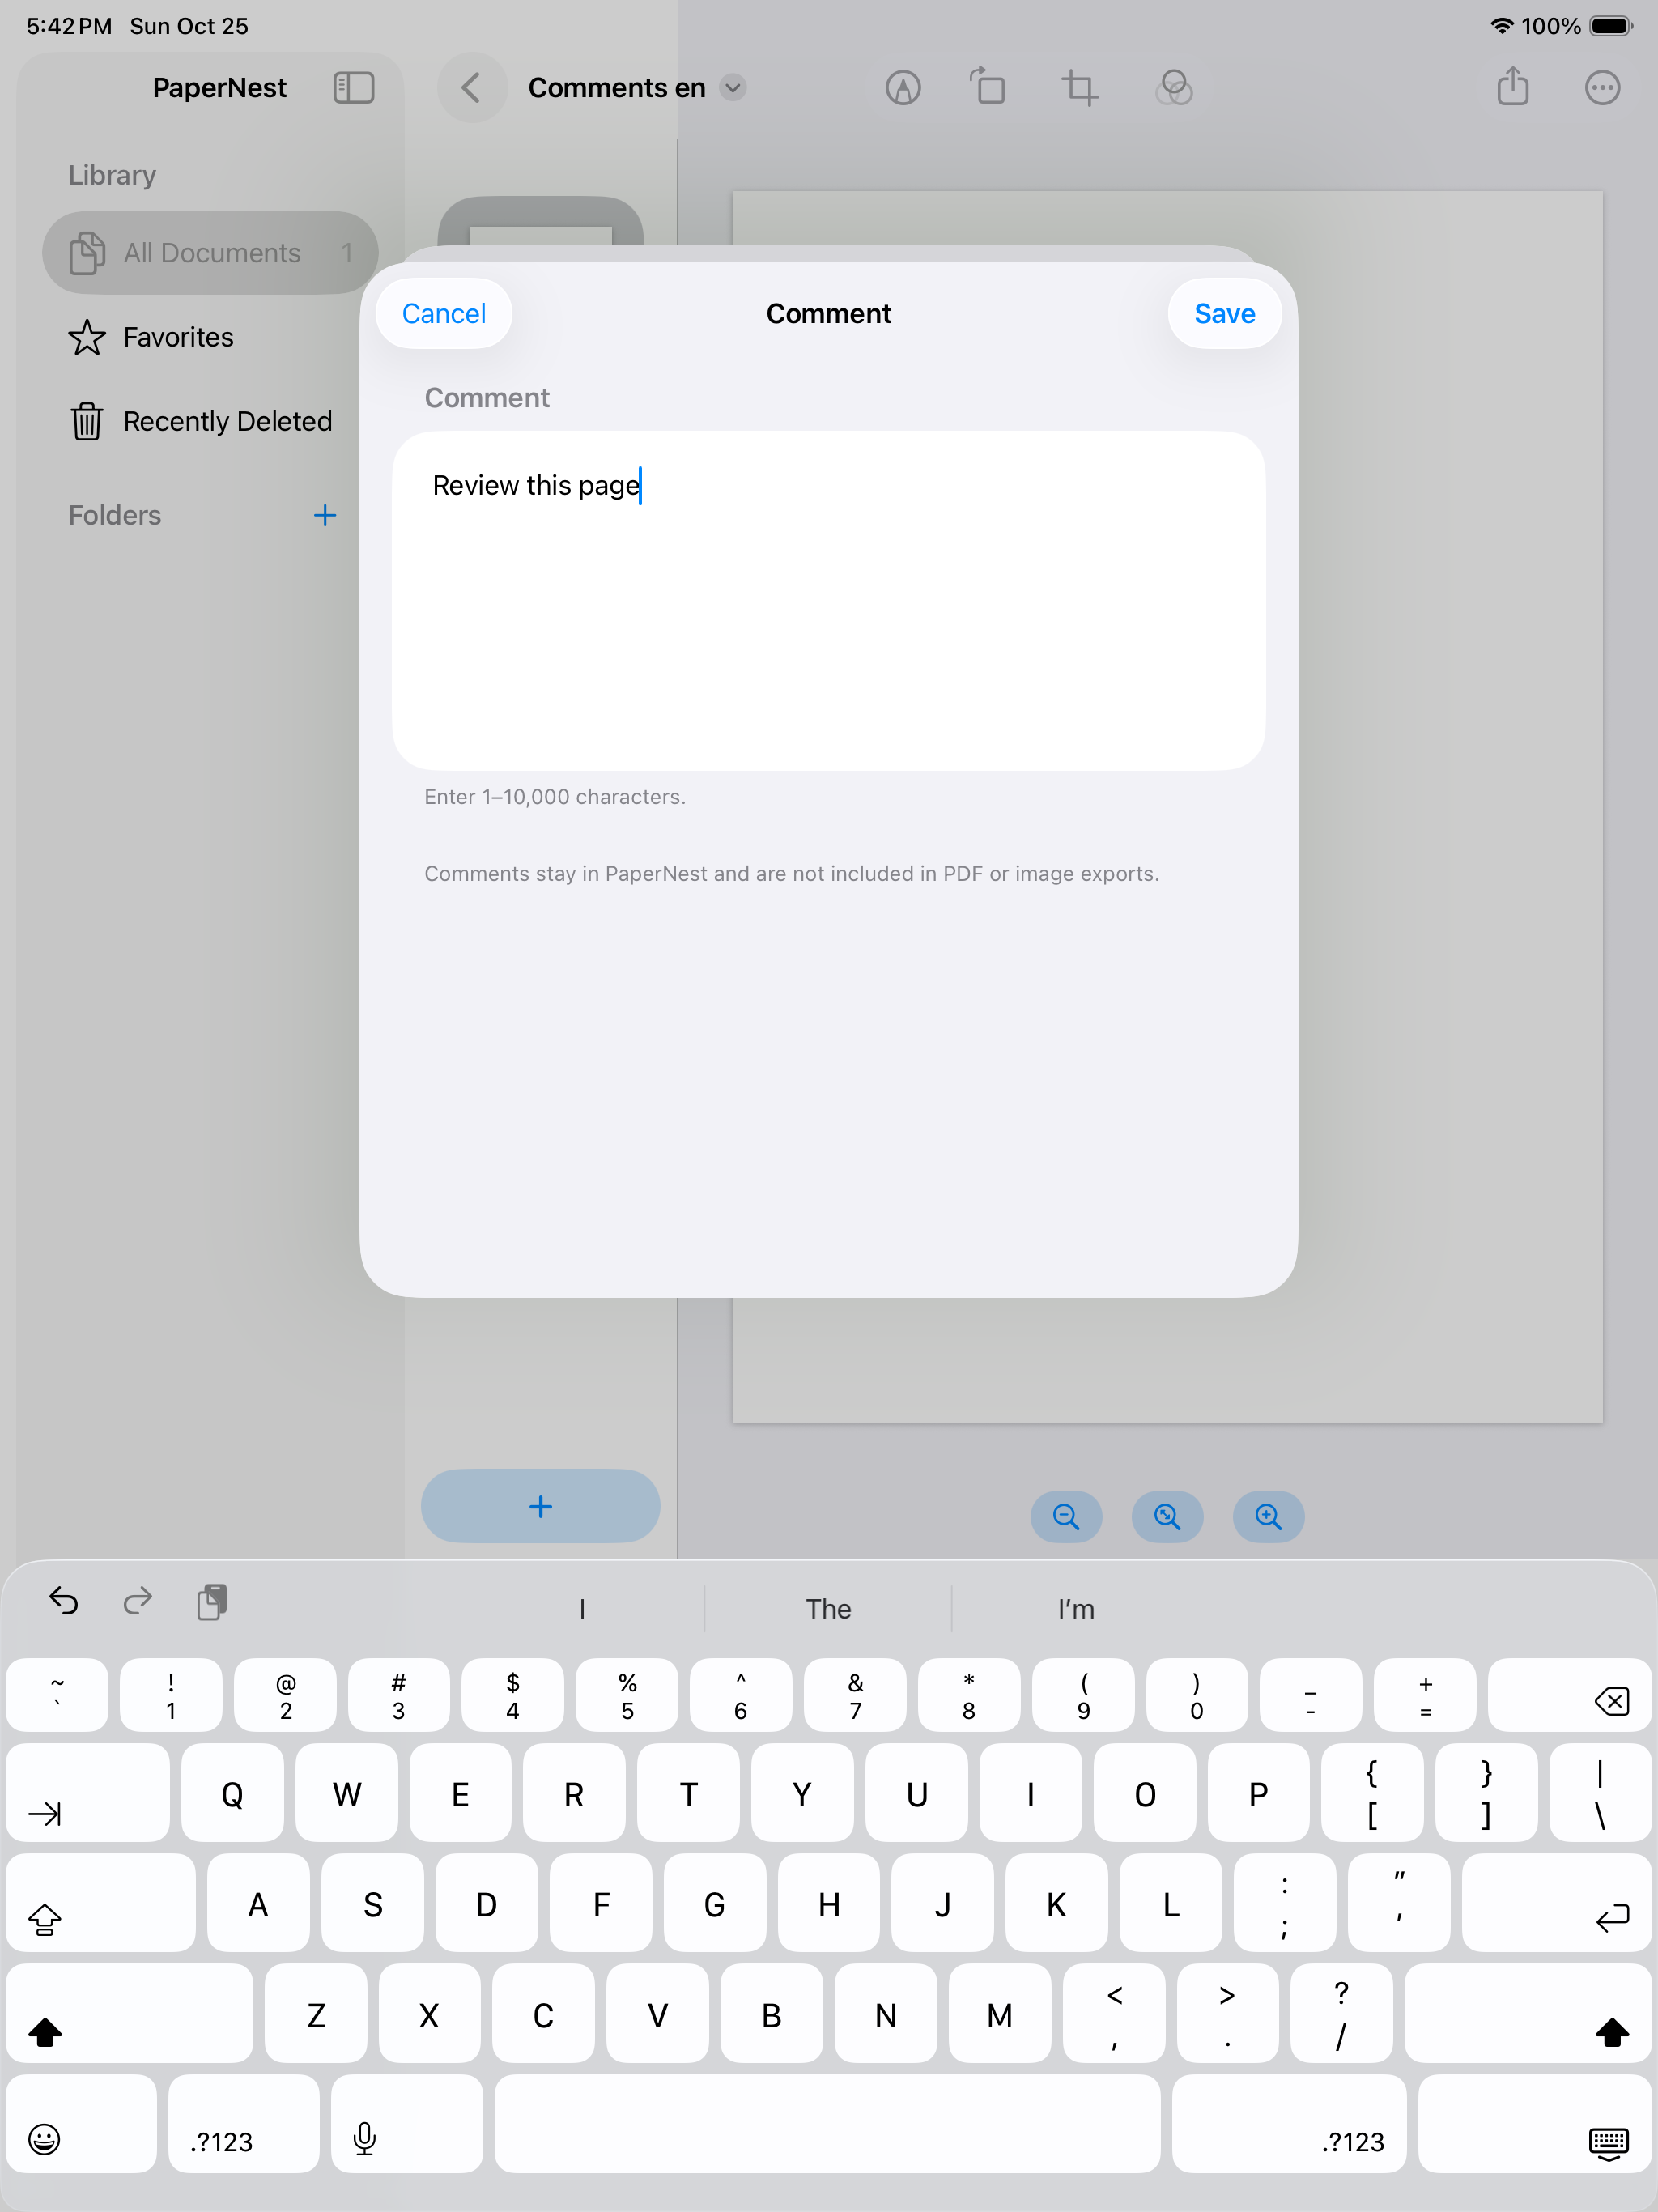 5:42 PM Sun Oct 25
100%
PaperNest
Comments en
Library
All Documents 1
Favorites
Recently Deleted
Folders +
Cancel
Comment
Save
Comment
Review this page
Enter 1–10,000 characters.
Comments stay in PaperNest and are not included in PDF or image exports.
+
I The I’m
~ ! @ # $ % ^ & * ( ) _ +
` 1 2 3 4 5 6 7 8 9 0 - =
Q W E R T Y U I O P { } |
[ ] \
A S D F G H J K L : "
; '
Z X C V B N M < > ?
, . /
.?123 .?123